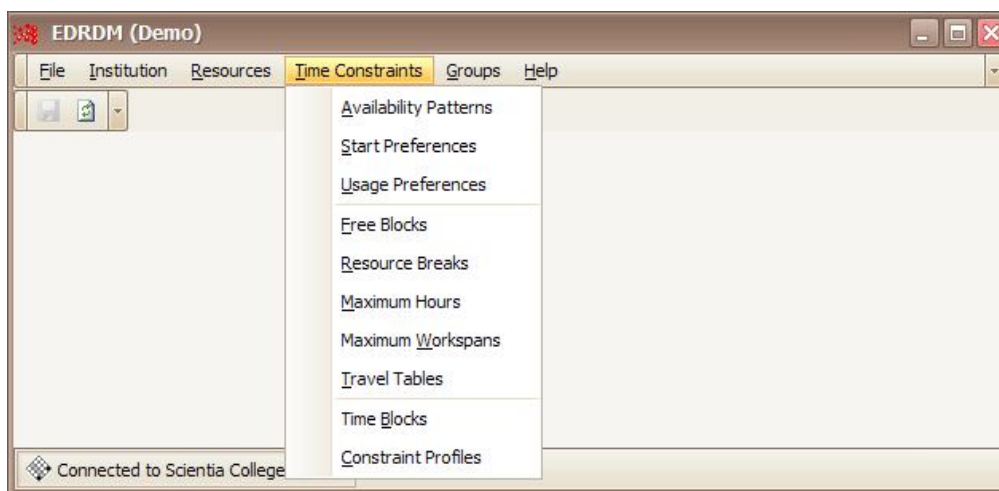 EDRDM (Demo)
File Institution Resources Time Constraints Groups Help
Availability Patterns
Start Preferences
Usage Preferences
Free Blocks
Resource Breaks
Maximum Hours
Maximum Workspans
Travel Tables
Time Blocks
Constraint Profiles
Connected to Scientia College